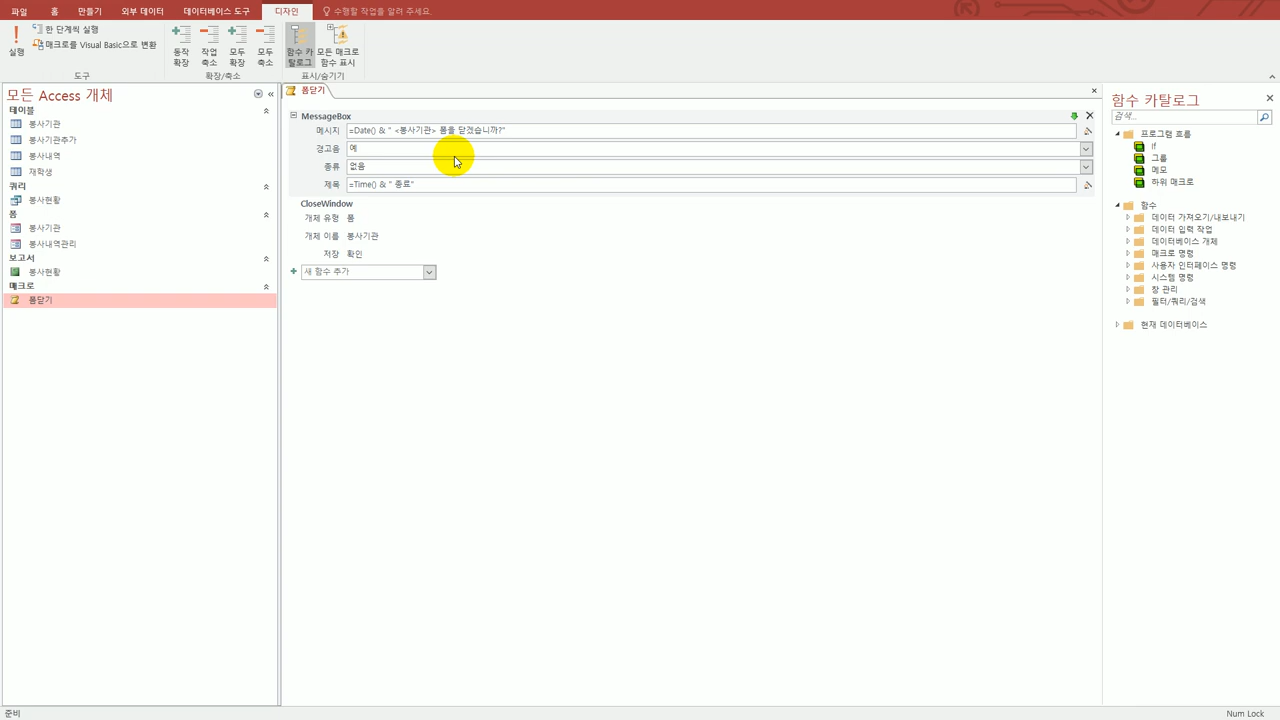 파일 홈 만들기 외부 데이터 데이터베이스 도구 디자인 수행할 작업을 알려 주세요.
실행
한 단계씩 실행
매크로를 Visual Basic으로 변환
도구
동작 확장
작업 축소
모두 확장
모두 축소
확장/축소
함수 카탈로그
모든 매크로 함수 표시
표시/숨기기
모든 Access 개체
테이블
봉사기관
봉사기관추가
봉사내역
재학생
쿼리
봉사현황
폼
봉사기관
봉사내역관리
보고서
봉사현황
매크로
폼닫기
폼닫기
MessageBox
메시지 =Date() & " <봉사기관> 폼을 닫겠습니까?"
경고음 예
종류 없음
제목 =Time() & " 종료"
CloseWindow
개체 유형 폼
개체 이름 봉사기관
저장 확인
새 함수 추가
함수 카탈로그
검색...
프로그램 흐름
If
그룹
메모
하위 매크로
함수
데이터 가져오기/내보내기
데이터 입력 작업
데이터베이스 개체
매크로 명령
사용자 인터페이스 명령
시스템 명령
창 관리
필터/쿼리/검색
현재 데이터베이스
준비
Num Lock